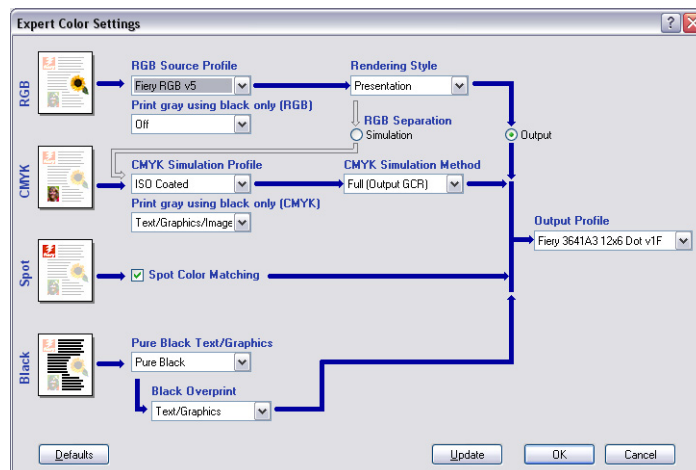 Expert Color Settings
RGB
RGB Source Profile
Fiery RGB v5
Rendering Style
Presentation
Print gray using black only (RGB)
Off
RGB Separation
Simulation
Output
CMYK
CMYK Simulation Profile
ISO Coated
CMYK Simulation Method
Full (Output GCR)
Print gray using black only (CMYK)
Text/Graphics/Image
Output Profile
Fiery 3641A3 12x6 Dot v1F
Spot
Spot Color Matching
Black
Pure Black Text/Graphics
Pure Black
Black Overprint
Text/Graphics
Defaults
Update
OK
Cancel